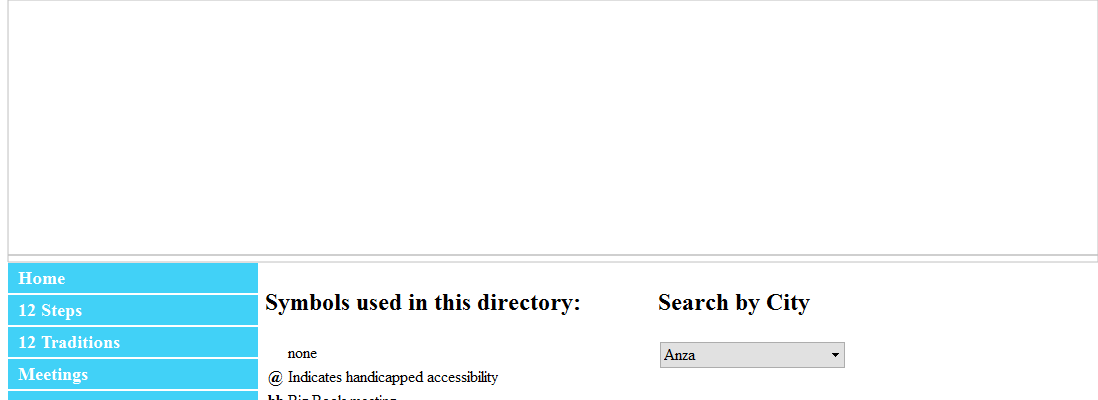 Home
12 Steps
12 Traditions
Meetings
Symbols used in this directory:
none
@ Indicates handicapped accessibility
Search by City
Anza